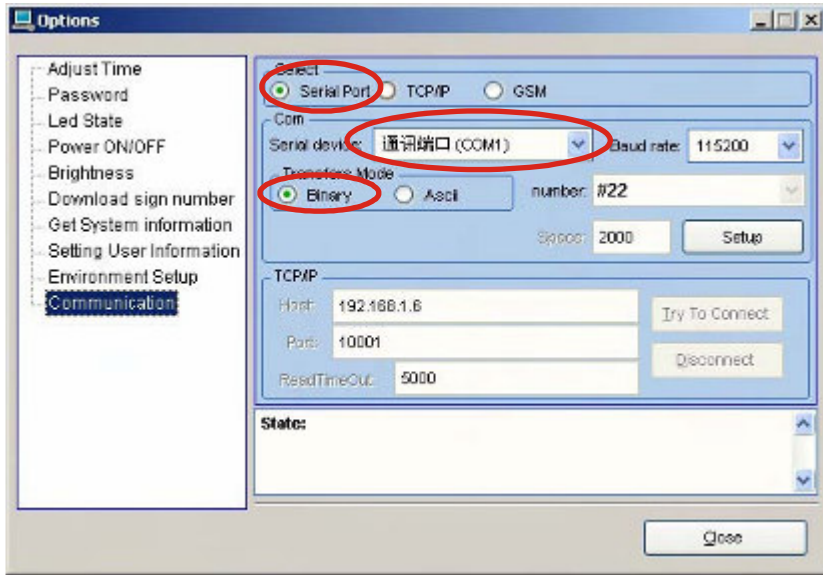 Options
Adjust Time
Password
Led State
Power ON/OFF
Brightness
Download sign number
Get System information
Setting User Information
Environment Setup
Communication
Select
Serial Port TCP/IP GSM
Com
Serial device: 通讯端口 (COM1) Baud rate: 115200
Transfers Mode
Binary Ascii number: #22
2000 Setup
TCP/IP
Host: 192.168.1.6
Port: 10001
Try To Connect
ReadTimeOut: 5000
Disconnect
State:
Close